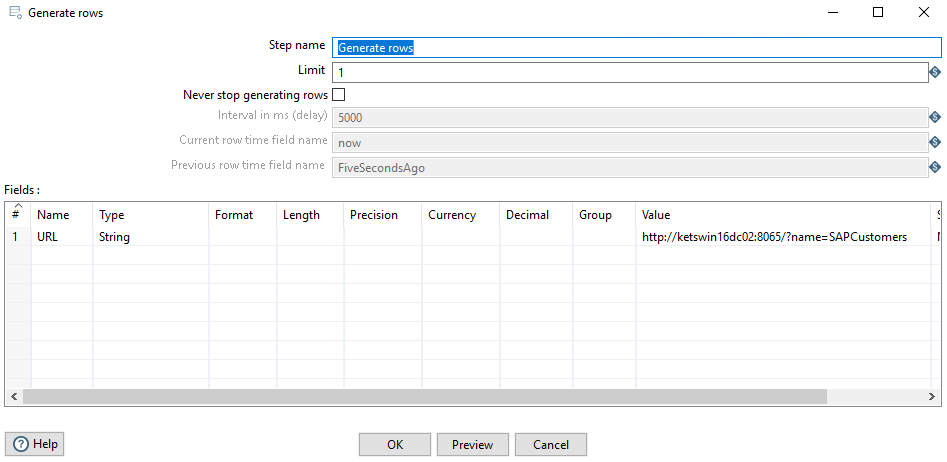 Generate rows
Step name Generate rows
Limit 1
Never stop generating rows
Interval in ms (delay) 5000
Current row time field name now
Previous row time field name FiveSecondsAgo
Fields :
# Name Type Format Length Precision Currency Decimal Group Value
1 URL String http://ketswin16dc02:8065/?name=SAPCustomers
Help OK Preview Cancel